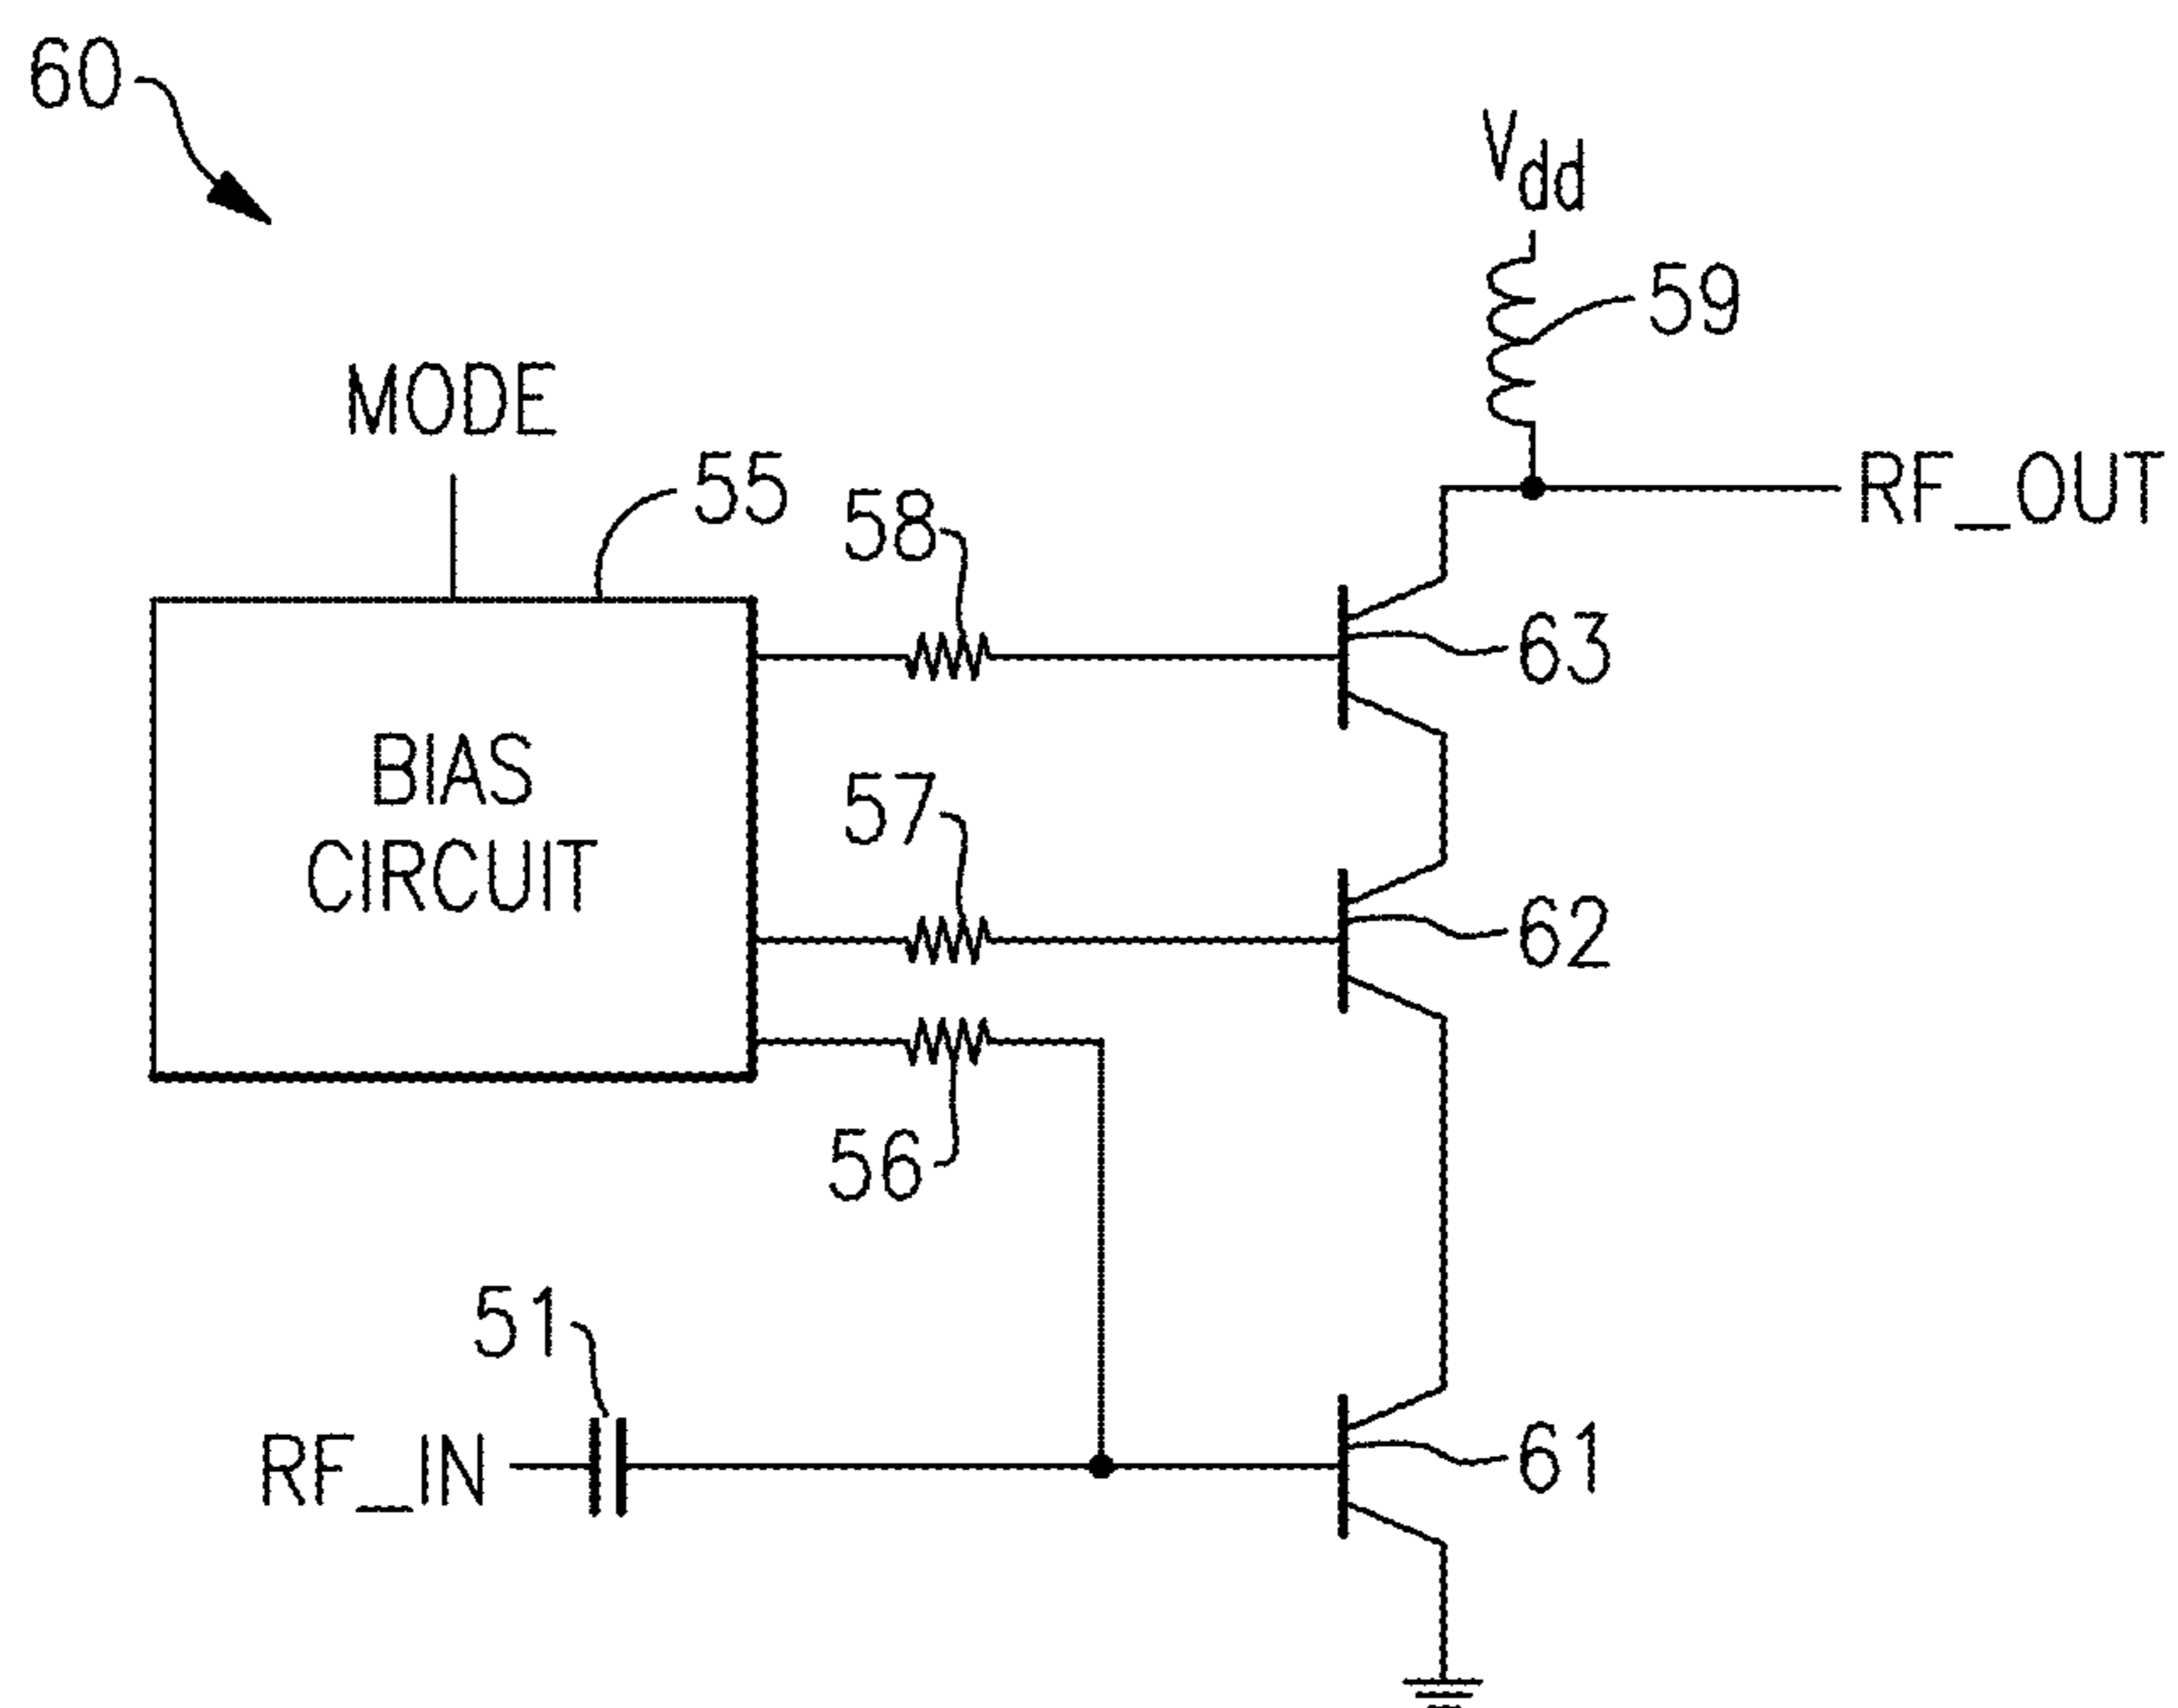 60
Vdd
59
MODE
55
58
RF_OUT
63
BIAS
CIRCUIT
57
62
56
51
RF_IN
61